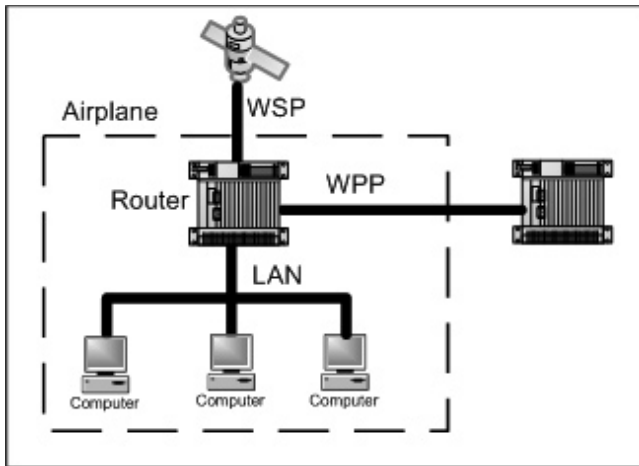 WSP
Airplane
WPP
Router
LAN
Computer
Computer
Computer